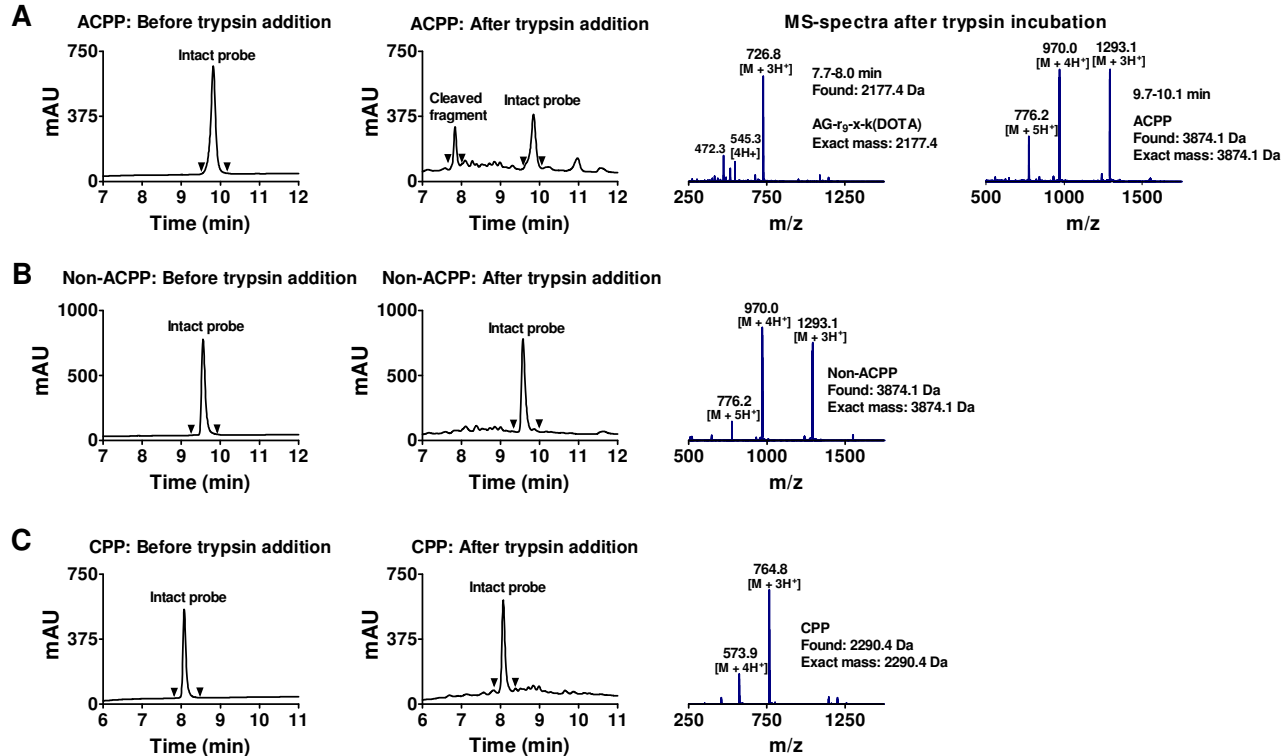 A
ACPP: Before trypsin addition
750
375
0
mAU
Intact probe
7 8 9 10 11 12
Time (min)
ACPP: After trypsin addition
750
375
0
mAU
Cleaved
fragment
Intact probe
7 8 9 10 11 12
Time (min)
MS-spectra after trypsin incubation
726.8
[M + 3H⁺]
472.3
545.3
[4H+]
7.7-8.0 min
Found: 2177.4 Da
AG-r₉-x-k(DOTA)
Exact mass: 2177.4
250 750 1250
m/z
970.0
[M + 4H⁺]
1293.1
[M + 3H⁺]
776.2
[M + 5H⁺]
9.7-10.1 min
ACPP
Found: 3874.1 Da
Exact mass: 3874.1 Da
500 1000 1500
m/z
B
Non-ACPP: Before trypsin addition
1000
500
0
mAU
Intact probe
7 8 9 10 11 12
Time (min)
Non-ACPP: After trypsin addition
1000
500
0
mAU
Intact probe
7 8 9 10 11 12
Time (min)
970.0
[M + 4H⁺]
1293.1
[M + 3H⁺]
776.2
[M + 5H⁺]
Non-ACPP
Found: 3874.1 Da
Exact mass: 3874.1 Da
500 1000 1500
m/z
C
CPP: Before trypsin addition
750
375
0
mAU
Intact probe
6 7 8 9 10 11
Time (min)
CPP: After trypsin addition
750
375
0
mAU
Intact probe
6 7 8 9 10 11
Time (min)
764.8
[M + 3H⁺]
573.9
[M + 4H⁺]
CPP
Found: 2290.4 Da
Exact mass: 2290.4 Da
250 750 1250
m/z